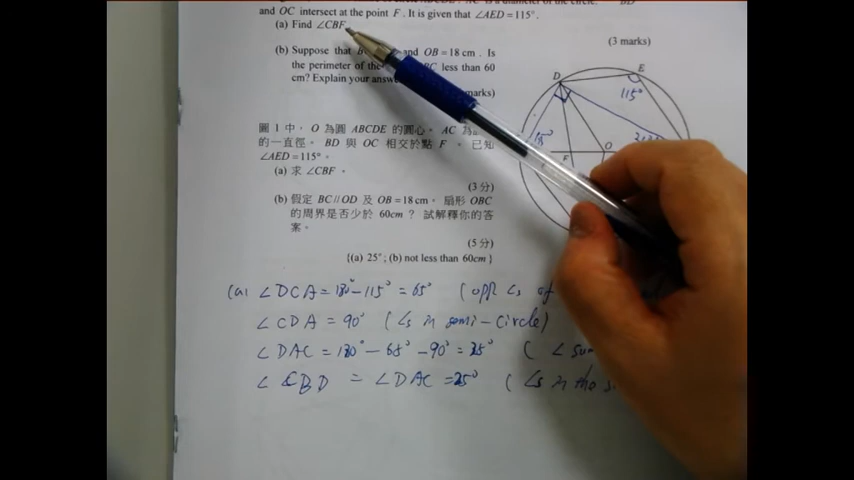 and OC intersect at the point F. It is given that ∠AED = 115°.
(a) Find ∠CBF
(3 marks)
(b) Suppose that and OB = 18 cm. Is
the perimeter of the less than 60
cm? Explain your
marks)
圖 1 中，O 為圓 ABCDE 的圓心。AC 為
的一直徑。BD 與 OC 相交於點 F。已知
∠AED = 115°。
(a) 求 ∠CBF。
(3 分)
(b) 假定 BC//OD 及 OB = 18 cm。扇形 OBC
的周界是否少於 60cm？試解釋你的答
案。
(5 分)
{(a) 25°; (b) not less than 60cm}
D
E
115°
F
O
(a) ∠DCA = 180° - 115° = 65° (opp ∠s of
∠CDA = 90° (∠s in semi-circle)
∠DAC = 180° - 65° - 90° = 25° (∠ sum
∠CBD = ∠DAC = 25° (∠s in the